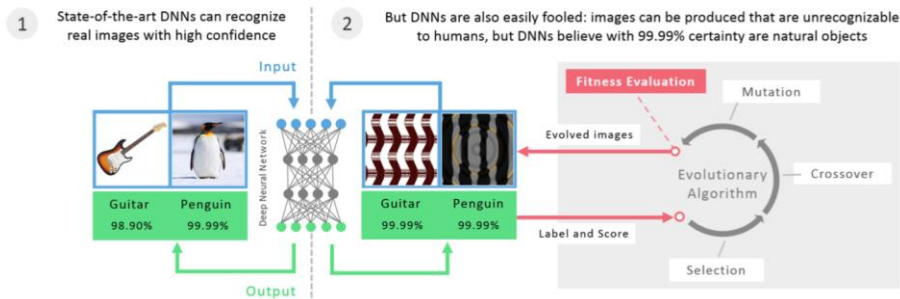 1
State-of-the-art DNNs can recognize
real images with high confidence
2
But DNNs are also easily fooled: images can be produced that are unrecognizable
to humans, but DNNs believe with 99.99% certainty are natural objects
Input
Fitness Evaluation
Mutation
Evolved images
Deep Neural Network
Evolutionary
Algorithm
Crossover
Guitar
98.90%
Penguin
99.99%
Guitar
99.99%
Penguin
99.99%
Label and Score
Selection
Output